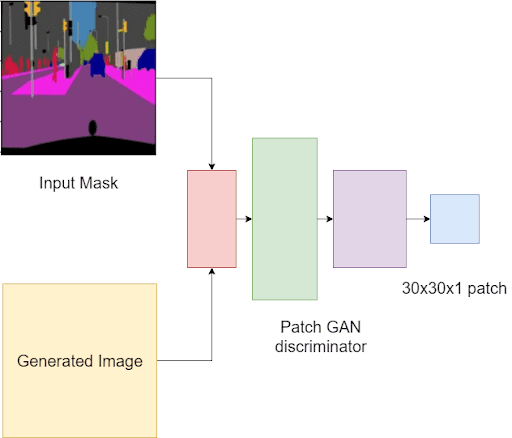 Input Mask
Generated Image
Patch GAN
discriminator
30x30x1 patch